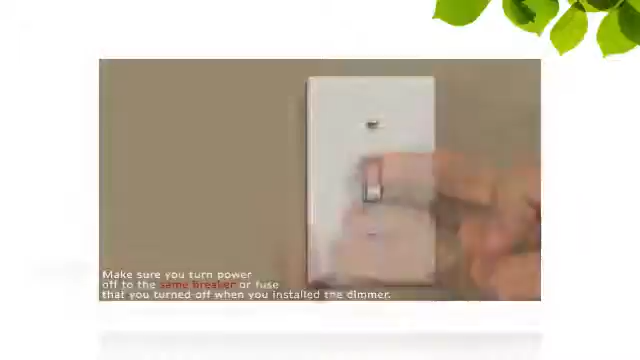 Make sure you turn power
off to the same breaker or fuse
that you turned off when you installed the dimmer.